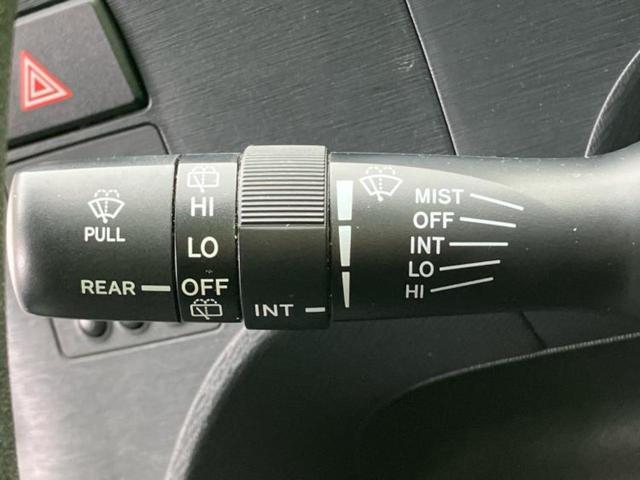 PULL
REAR
HI
LO
OFF
INT
MIST
OFF
INT
LO
HI